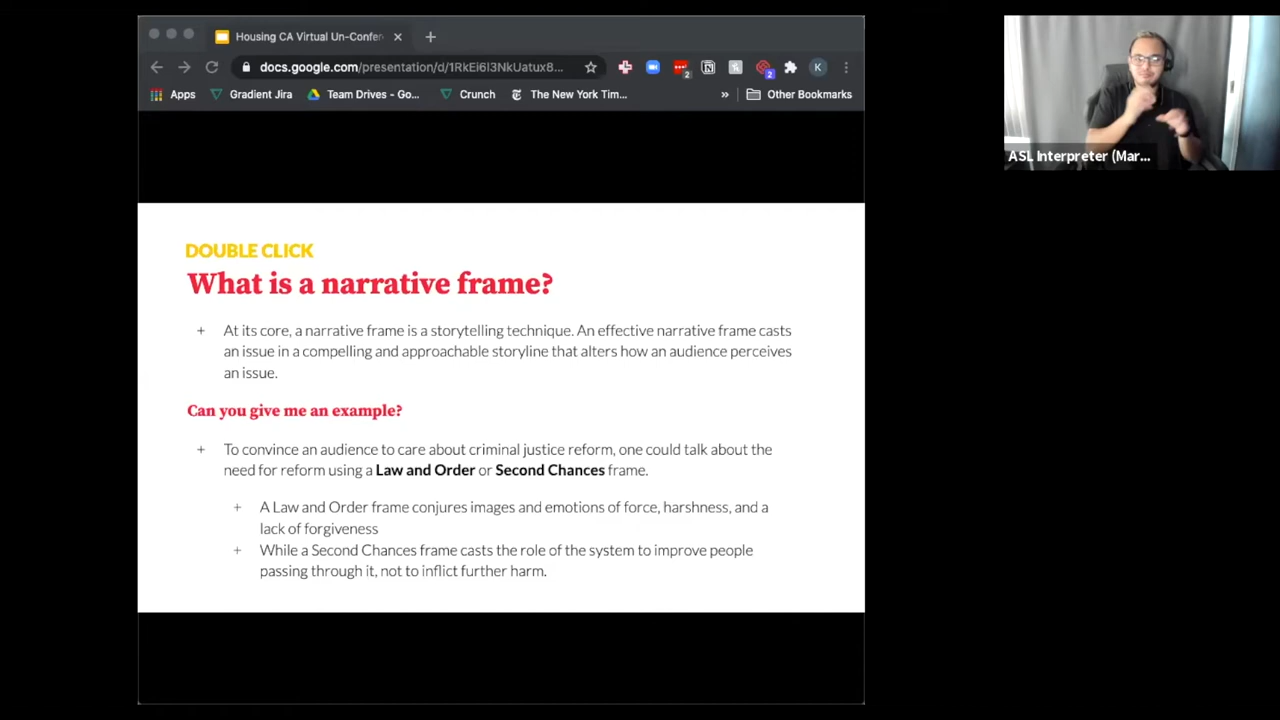 Housing CA Virtual Un-Confer
docs.google.com/presentation/d/1RkEi6I3NkUatux8...
2
2
K
Apps
Gradient Jira
Team Drives - Go...
Crunch
The New York Tim...
»
Other Bookmarks
DOUBLE CLICK
What is a narrative frame?
+ At its core, a narrative frame is a storytelling technique. An effective narrative frame casts
an issue in a compelling and approachable storyline that alters how an audience perceives
an issue.
Can you give me an example?
+ To convince an audience to care about criminal justice reform, one could talk about the
need for reform using a Law and Order or Second Chances frame.
+ A Law and Order frame conjures images and emotions of force, harshness, and a
lack of forgiveness
+ While a Second Chances frame casts the role of the system to improve people
passing through it, not to inflict further harm.
ASL Interpreter (Mar...